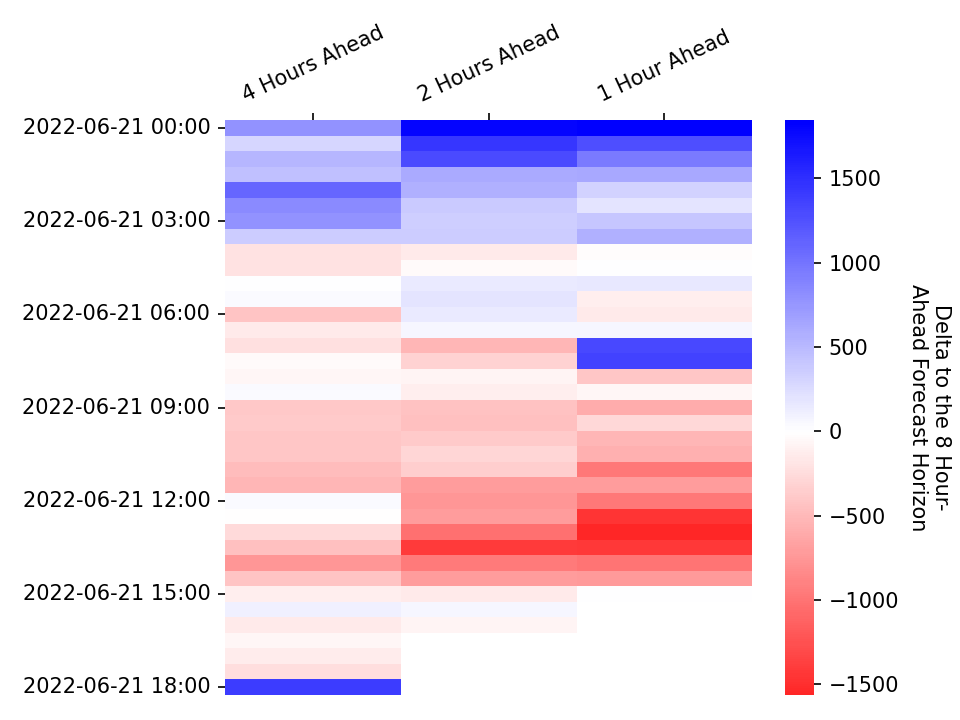 4 Hours Ahead
2 Hours Ahead
1 Hour Ahead
2022-06-21 00:00
2022-06-21 03:00
2022-06-21 06:00
2022-06-21 09:00
2022-06-21 12:00
2022-06-21 15:00
2022-06-21 18:00
1500
1000
500
0
−500
−1000
−1500
Delta to the 8 Hour-
Ahead Forecast Horizon